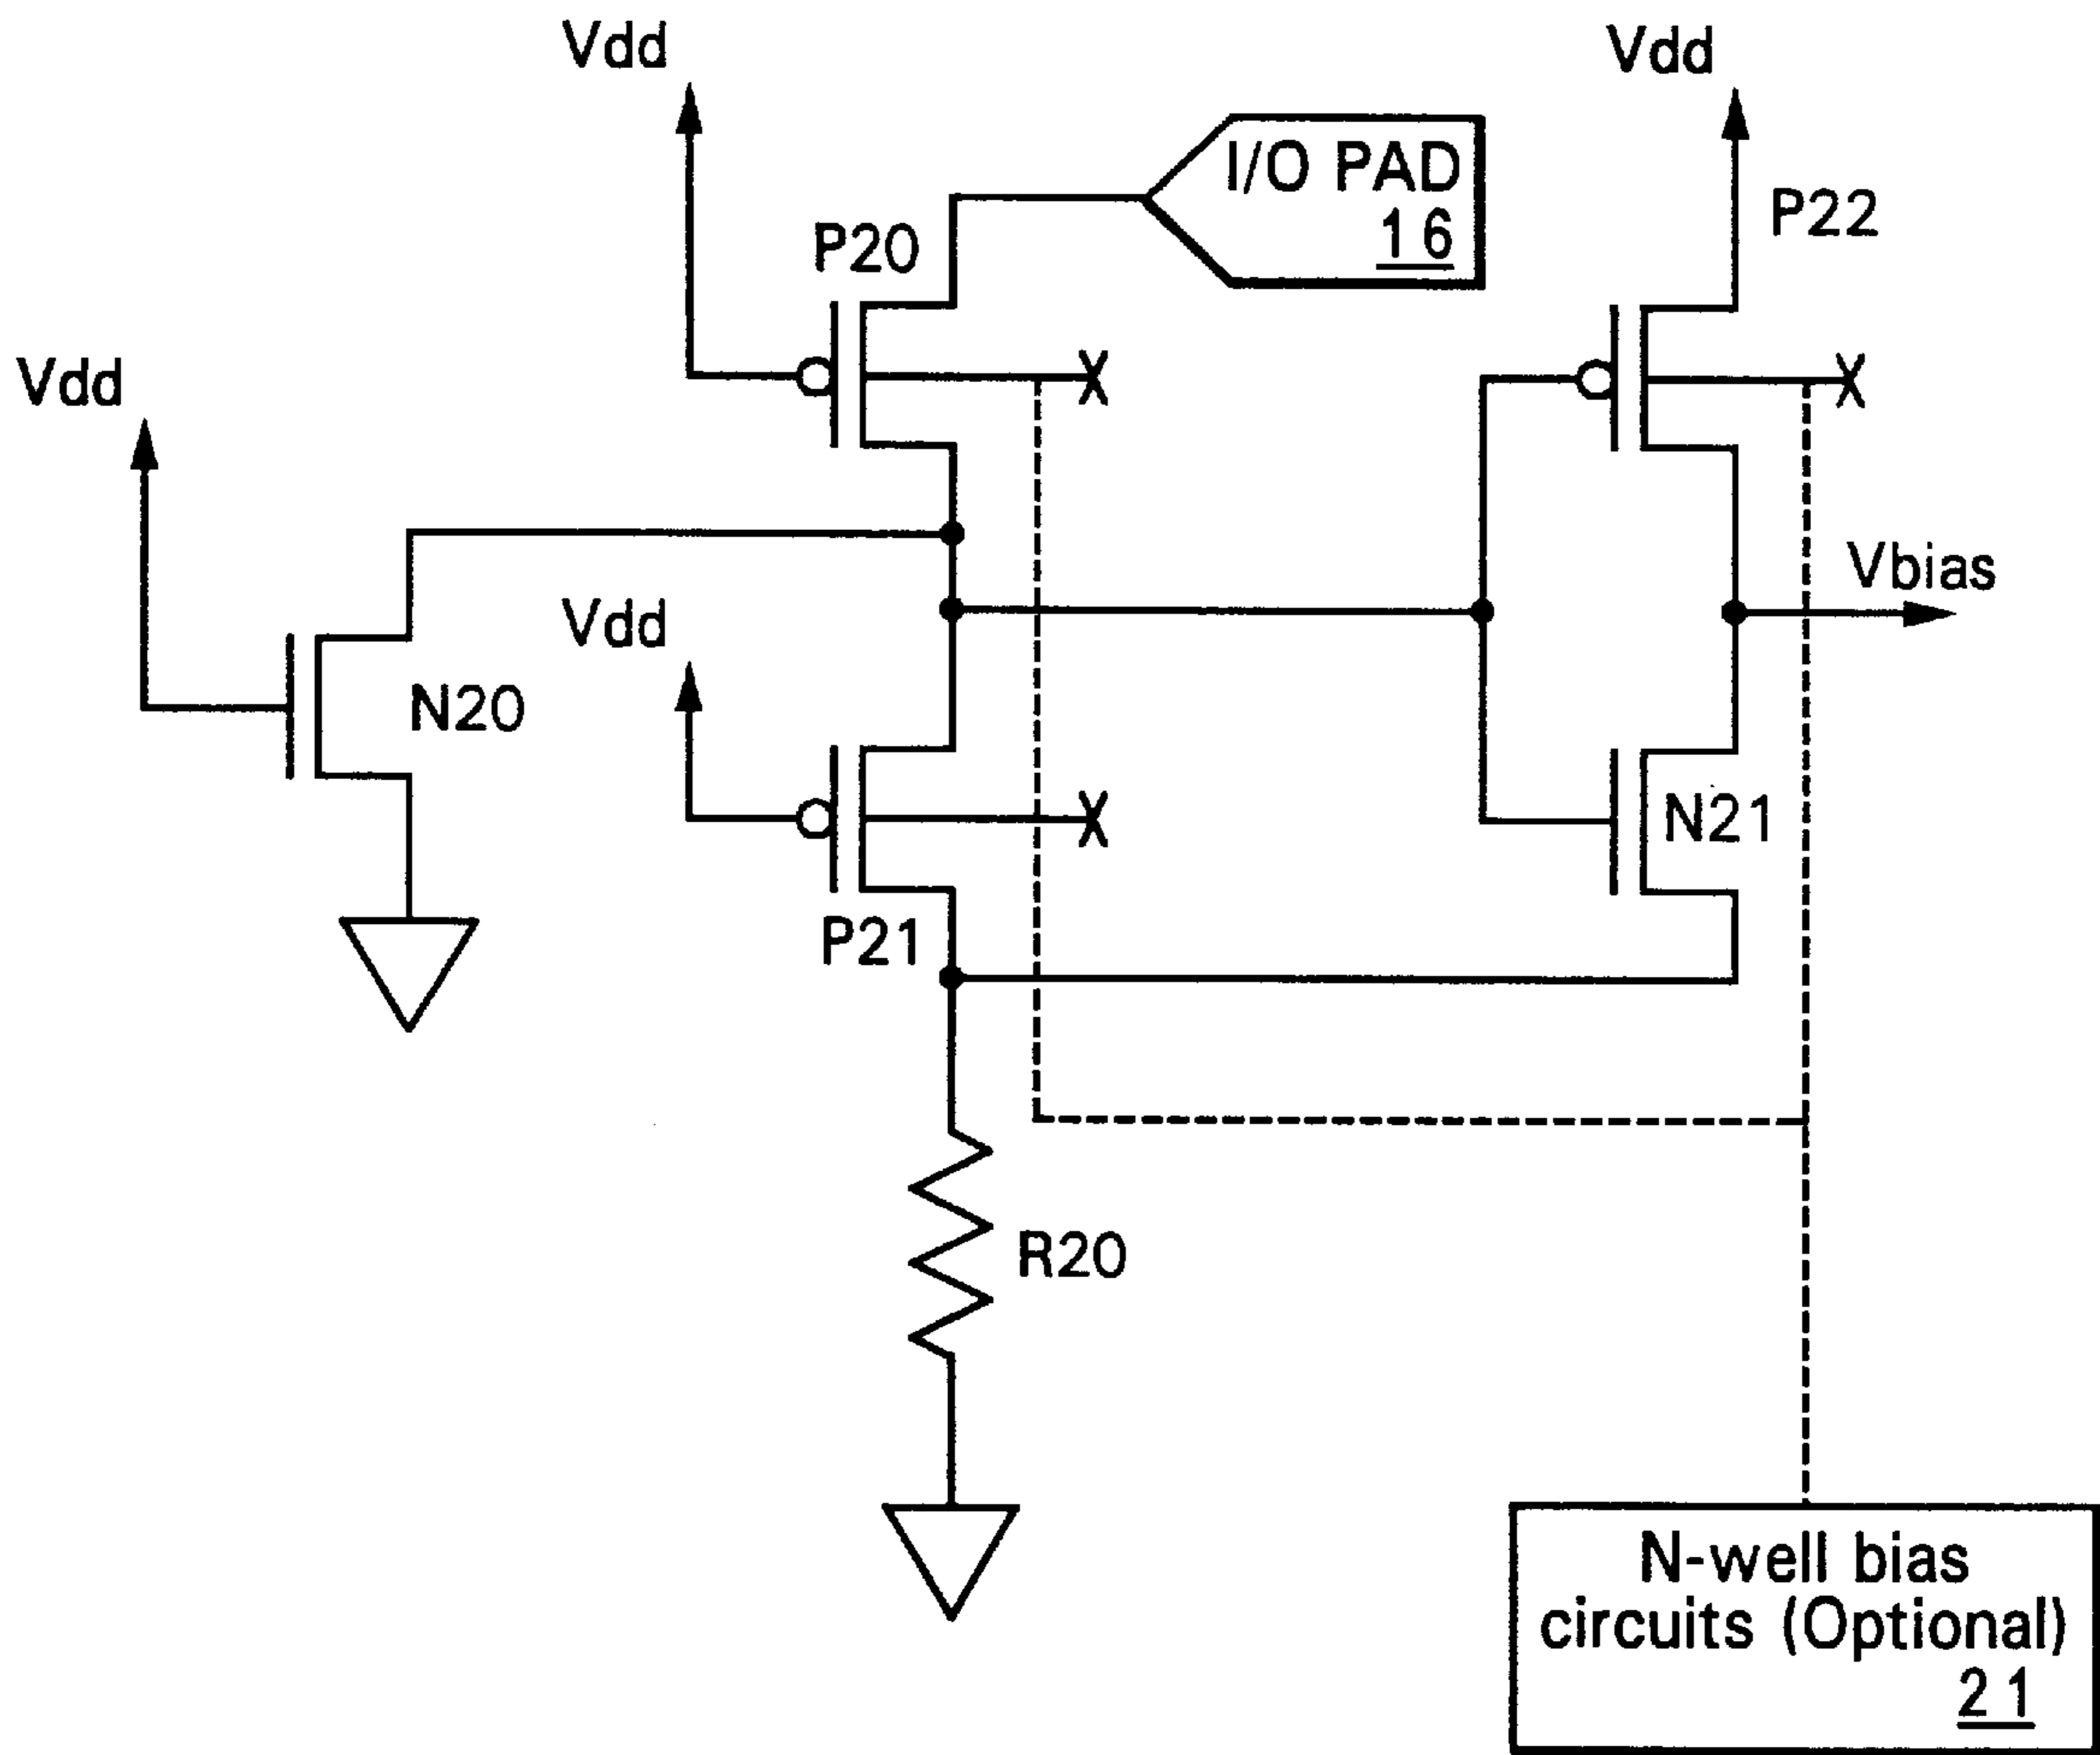 Vdd
Vdd
I/O PAD
16
P22
P20
Vdd
Vbias
Vdd
N20
N21
P21
R20
N-well bias
circuits (Optional)
21
X
X
X